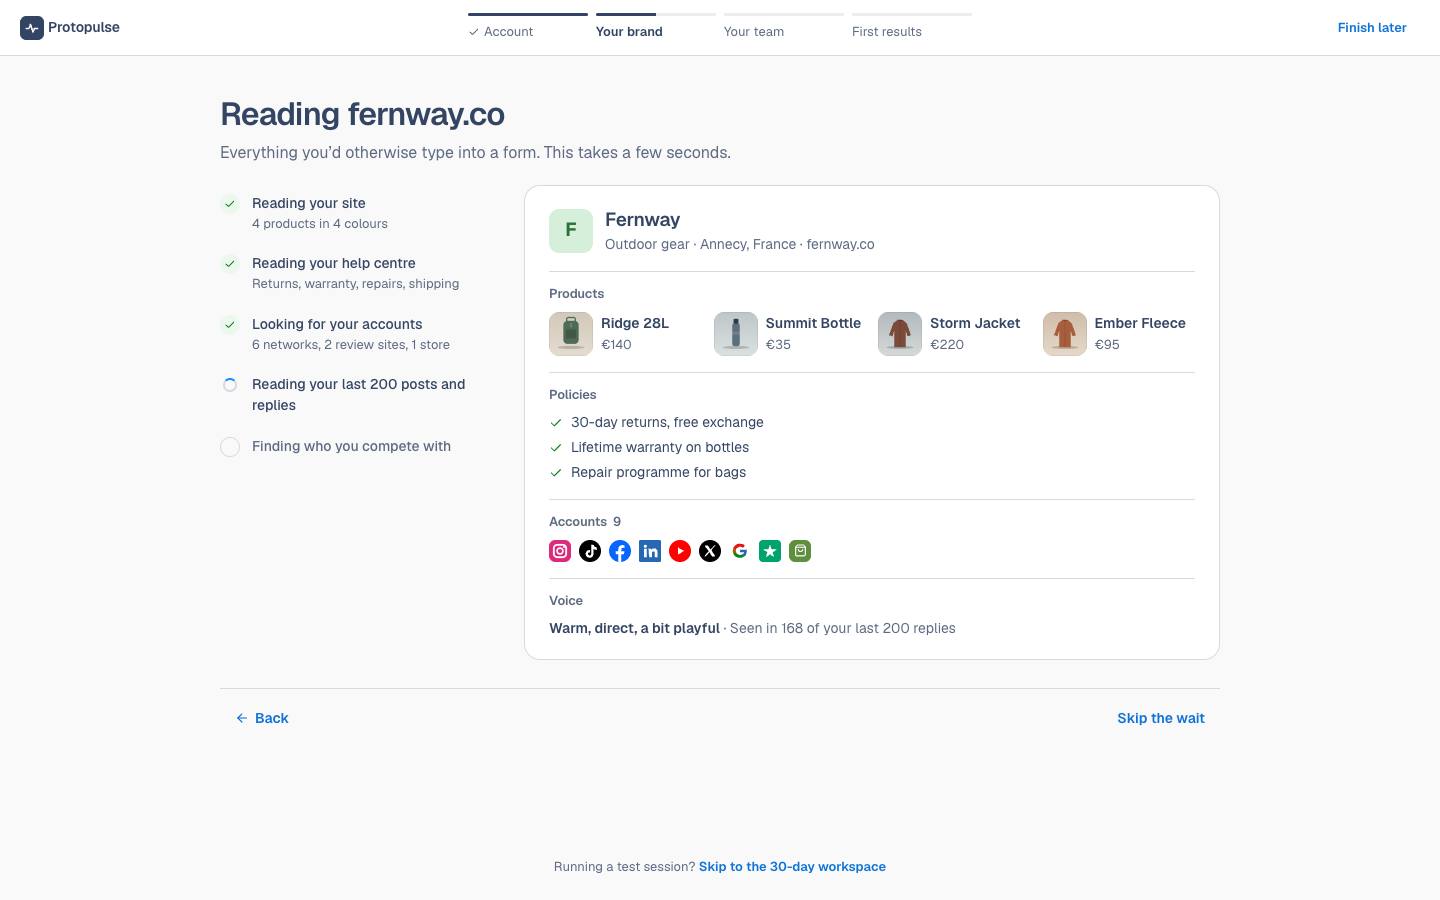 Protopulse
Account
Your brand
Your team
First results
Finish later
Reading fernway.co
Everything you’d otherwise type into a form. This takes a few seconds.
Reading your site
4 products in 4 colours
Reading your help centre
Returns, warranty, repairs, shipping
Looking for your accounts
6 networks, 2 review sites, 1 store
Reading your last 200 posts and
replies
Finding who you compete with
F
Fernway
Outdoor gear · Annecy, France · fernway.co
Products
Ridge 28L
€140
Summit Bottle
€35
Storm Jacket
€220
Ember Fleece
€95
Policies
30-day returns, free exchange
Lifetime warranty on bottles
Repair programme for bags
Accounts 9
Voice
Warm, direct, a bit playful · Seen in 168 of your last 200 replies
Back
Skip the wait
Running a test session? Skip to the 30-day workspace